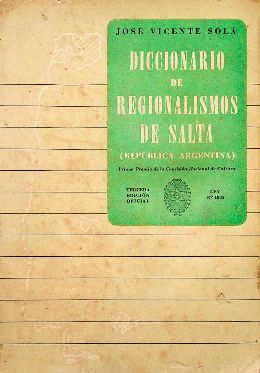 JOSÉ VICENTE SOLÁ
DICCIONARIO
DE
REGIONALISMOS
DE SALTA
(REPÚBLICA ARGENTINA)
Primer Premio de la Comisión Nacional de Cultura
TERCERA
EDICIÓN
OFICIAL
LEY